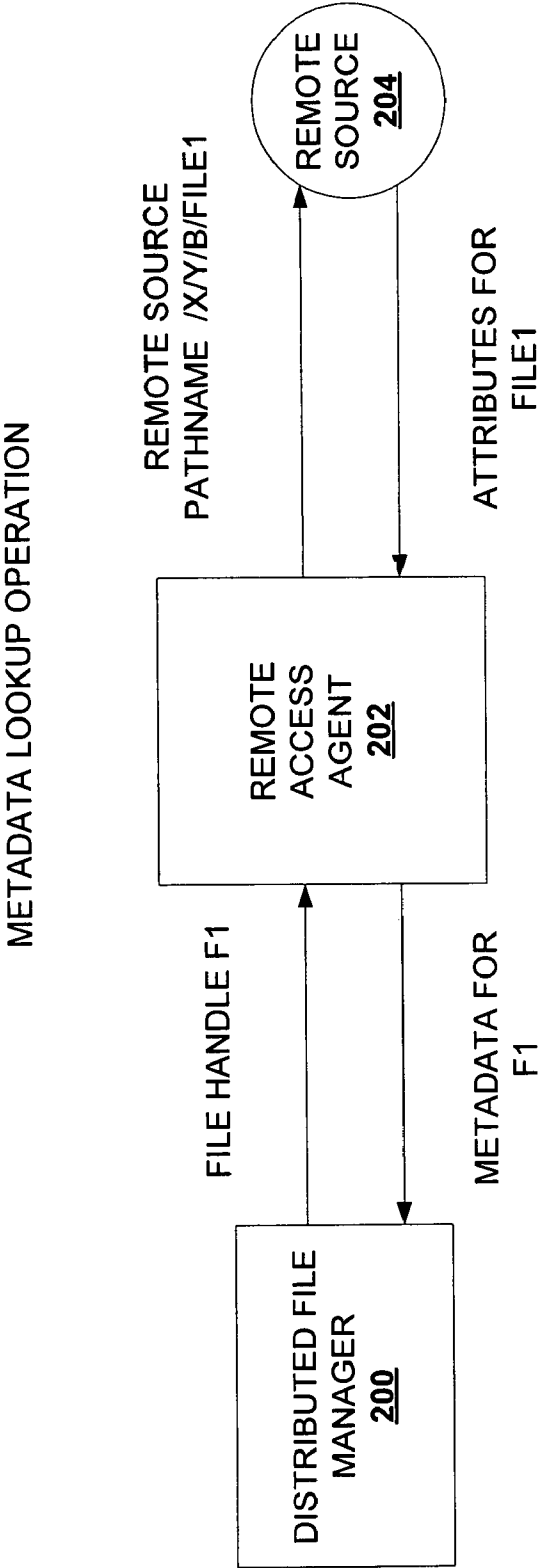 METADATA LOOKUP OPERATION
DISTRIBUTED FILE
MANAGER
200
FILE HANDLE F1
METADATA FOR
F1
REMOTE
ACCESS
AGENT
202
REMOTE SOURCE
PATHNAME /X/Y/B/FILE1
ATTRIBUTES FOR
FILE1
REMOTE
SOURCE
204